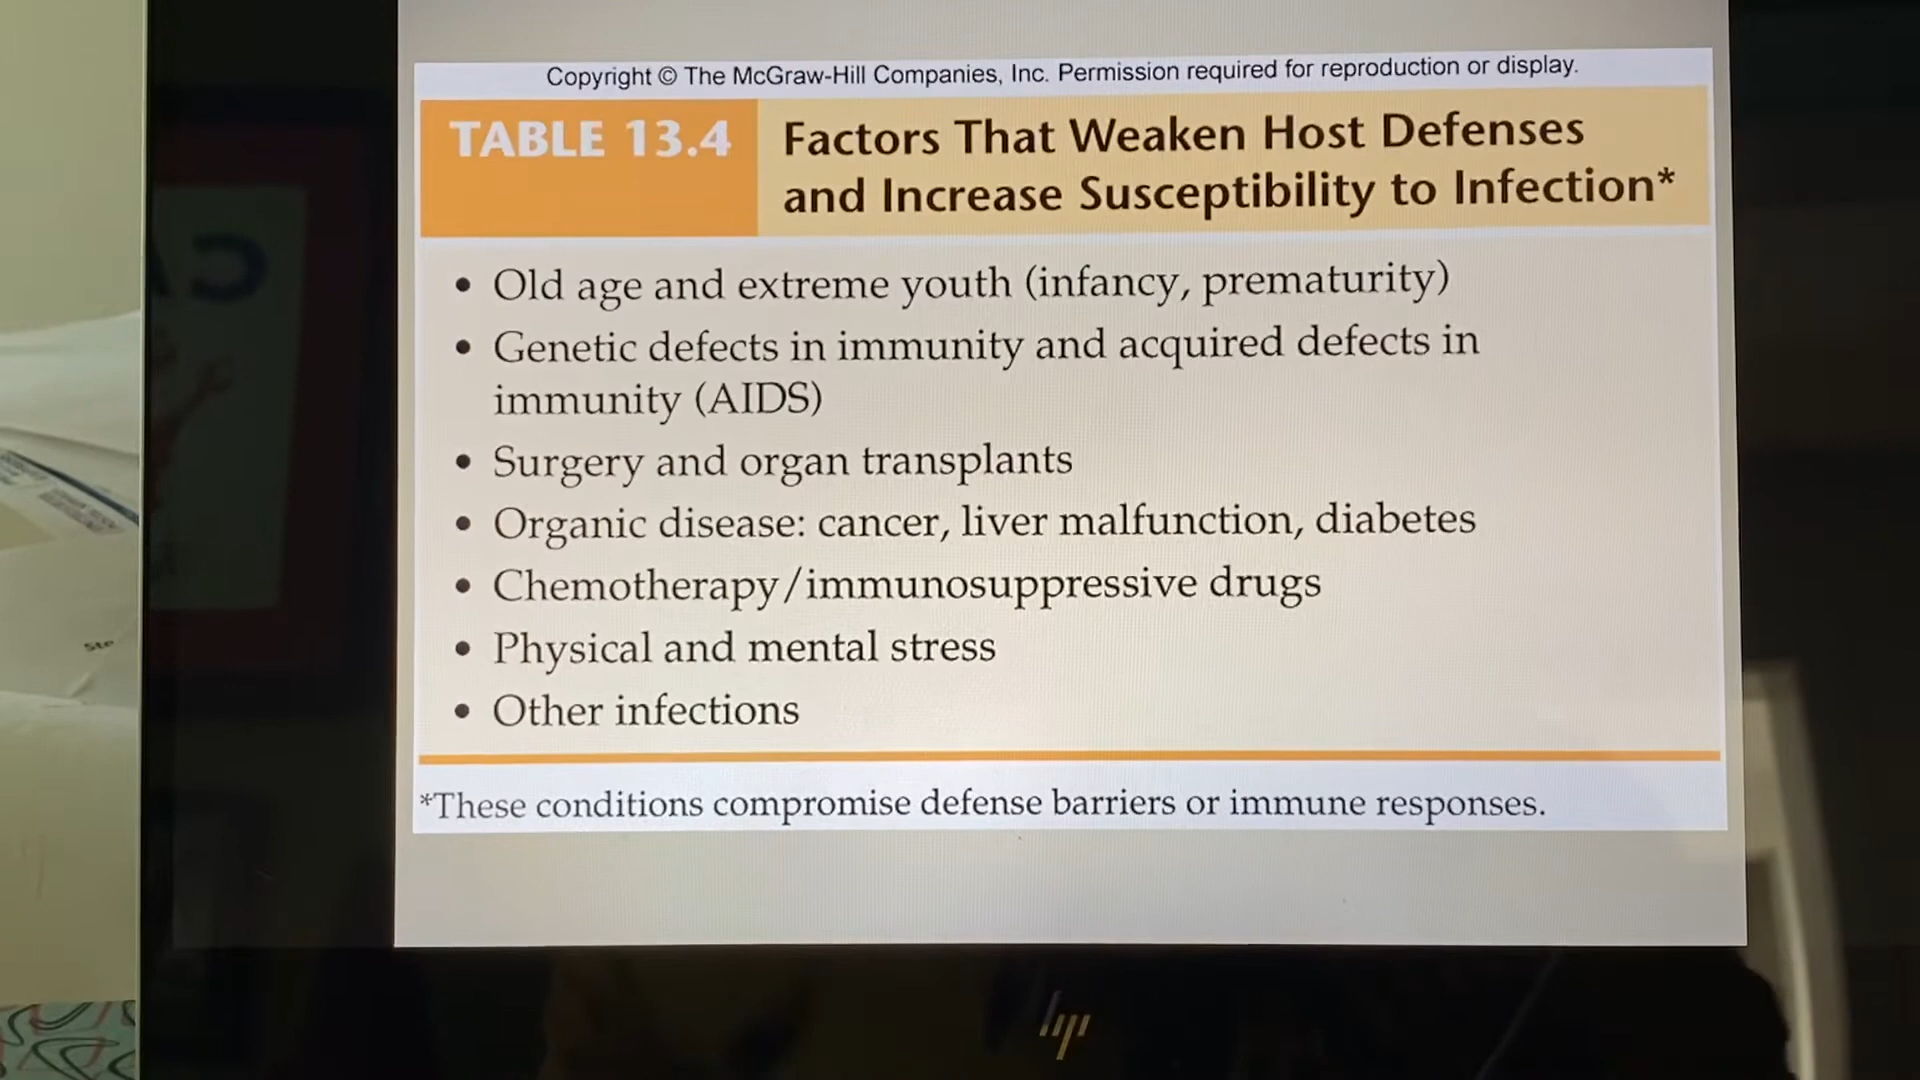 Copyright © The McGraw-Hill Companies, Inc. Permission required for reproduction or display.
TABLE 13.4
Factors That Weaken Host Defenses
and Increase Susceptibility to Infection*
• Old age and extreme youth (infancy, prematurity)
• Genetic defects in immunity and acquired defects in
immunity (AIDS)
• Surgery and organ transplants
• Organic disease: cancer, liver malfunction, diabetes
• Chemotherapy/immunosuppressive drugs
• Physical and mental stress
• Other infections
*These conditions compromise defense barriers or immune responses.
hp